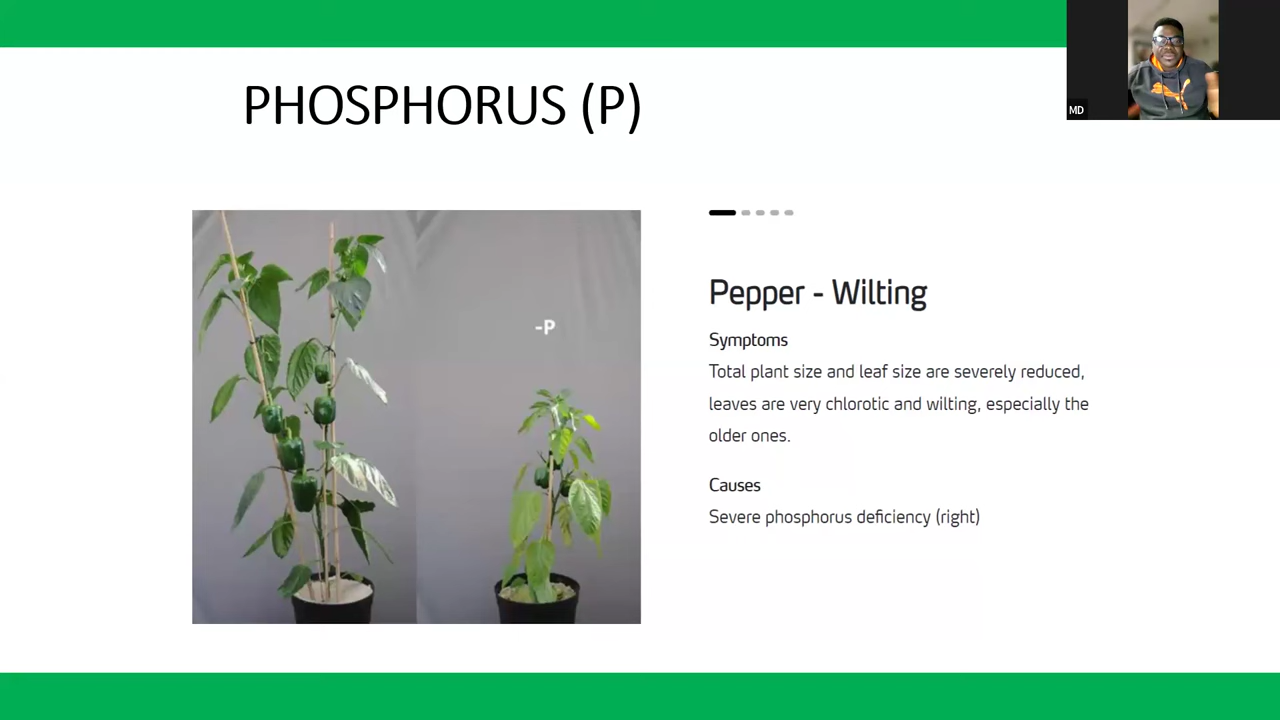 PHOSPHORUS (P)
MD
-P
Pepper - Wilting
Symptoms
Total plant size and leaf size are severely reduced,
leaves are very chlorotic and wilting, especially the
older ones.
Causes
Severe phosphorus deficiency (right)